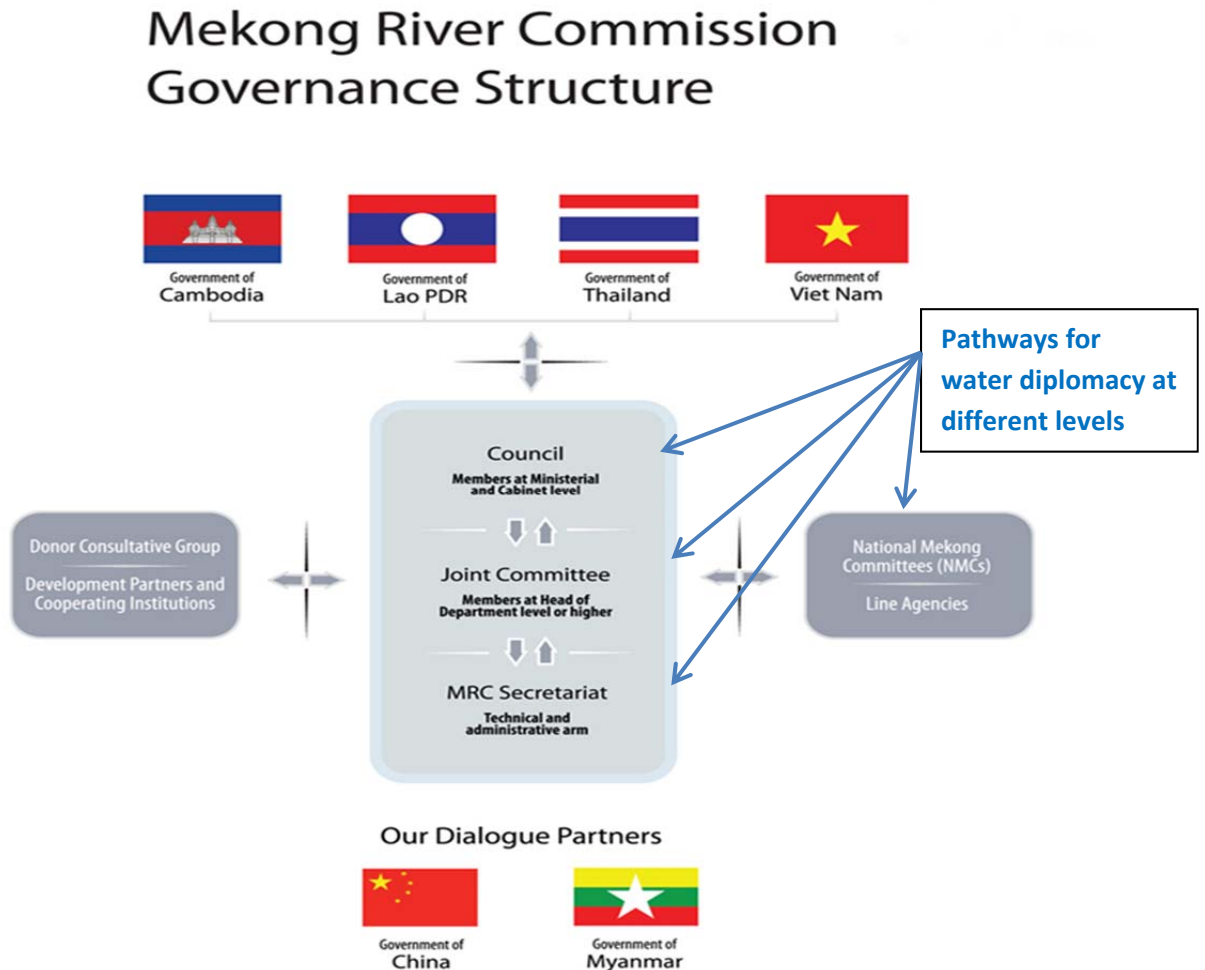 Mekong River Commission
Governance Structure
Government of
Cambodia
Government of
Lao PDR
Government of
Thailand
Government of
Viet Nam
Pathways for
water diplomacy at
different levels
Council
Members at Ministerial
and Cabinet level
Donor Consultative Group
Development Partners and
Cooperating Institutions
Joint Committee
Members at Head of
Department level or higher
National Mekong
Committees (NMCs)
Line Agencies
MRC Secretariat
Technical and
administrative arm
Our Dialogue Partners
Government of
China
Government of
Myanmar